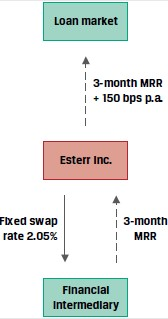 Loan market
3-month MRR
+ 150 bps p.a.
Esterr Inc.
Fixed swap
rate 2.05%
3-month
MRR
Financial
intermediary